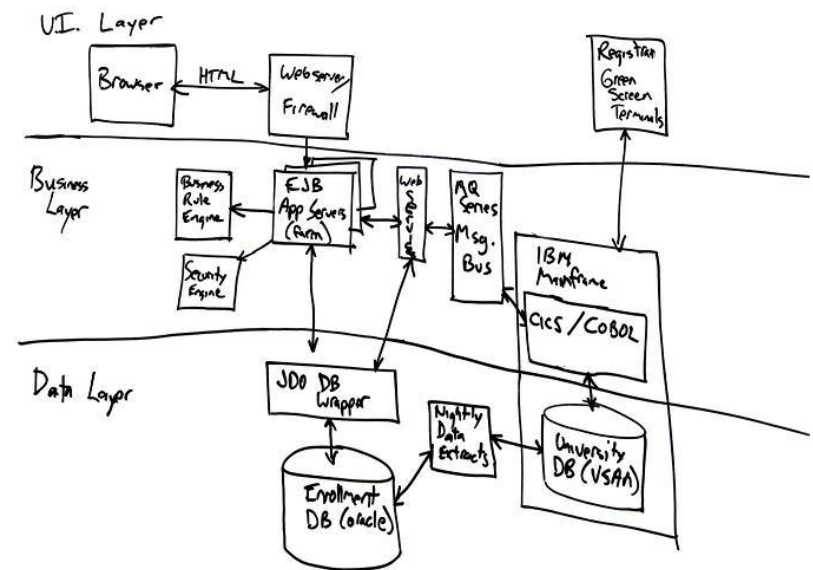 U.I. Layer
Browser
HTML
Webserver/
Firewall
Registrar
Green
Screen
Terminals
Business
Layer
Business
Rule
Engine
EJB
App Servers
(farm)
Web
Service
MQ
Series
Msg.
Bus
Security
Engine
IBM
Mainframe
CICS / COBOL
Data Layer
JDO DB
Wrapper
Nightly
Data
Extracts
Enrollment
DB (oracle)
University
DB (VSAM)